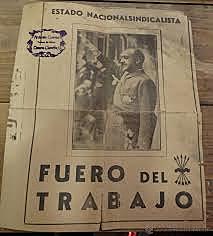 ESTADO NACIONALSINDICALISTA
FUERO DEL
TRABAJO